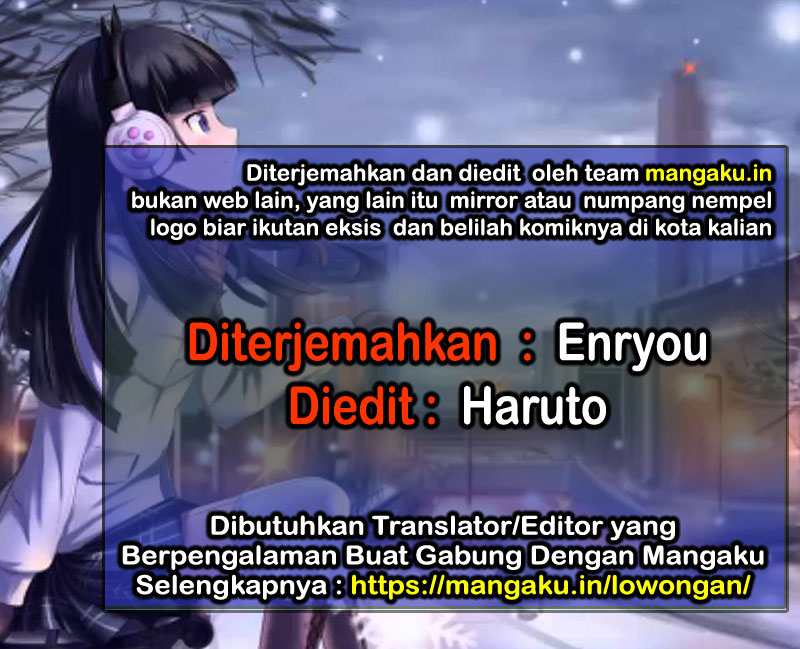 Diterjemahkan dan diedit oleh team mangaku.in
bukan web lain, yang lain itu mirror atau numpang nempel
logo biar ikutan eksis dan belilah komiknya di kota kalian
Diterjemahkan : Enryou
Diedit : Haruto
Dibutuhkan Translator/Editor yang
Berpengalaman Buat Gabung Dengan Mangaku
Selengkapnya : https://mangaku.in/lowongan/